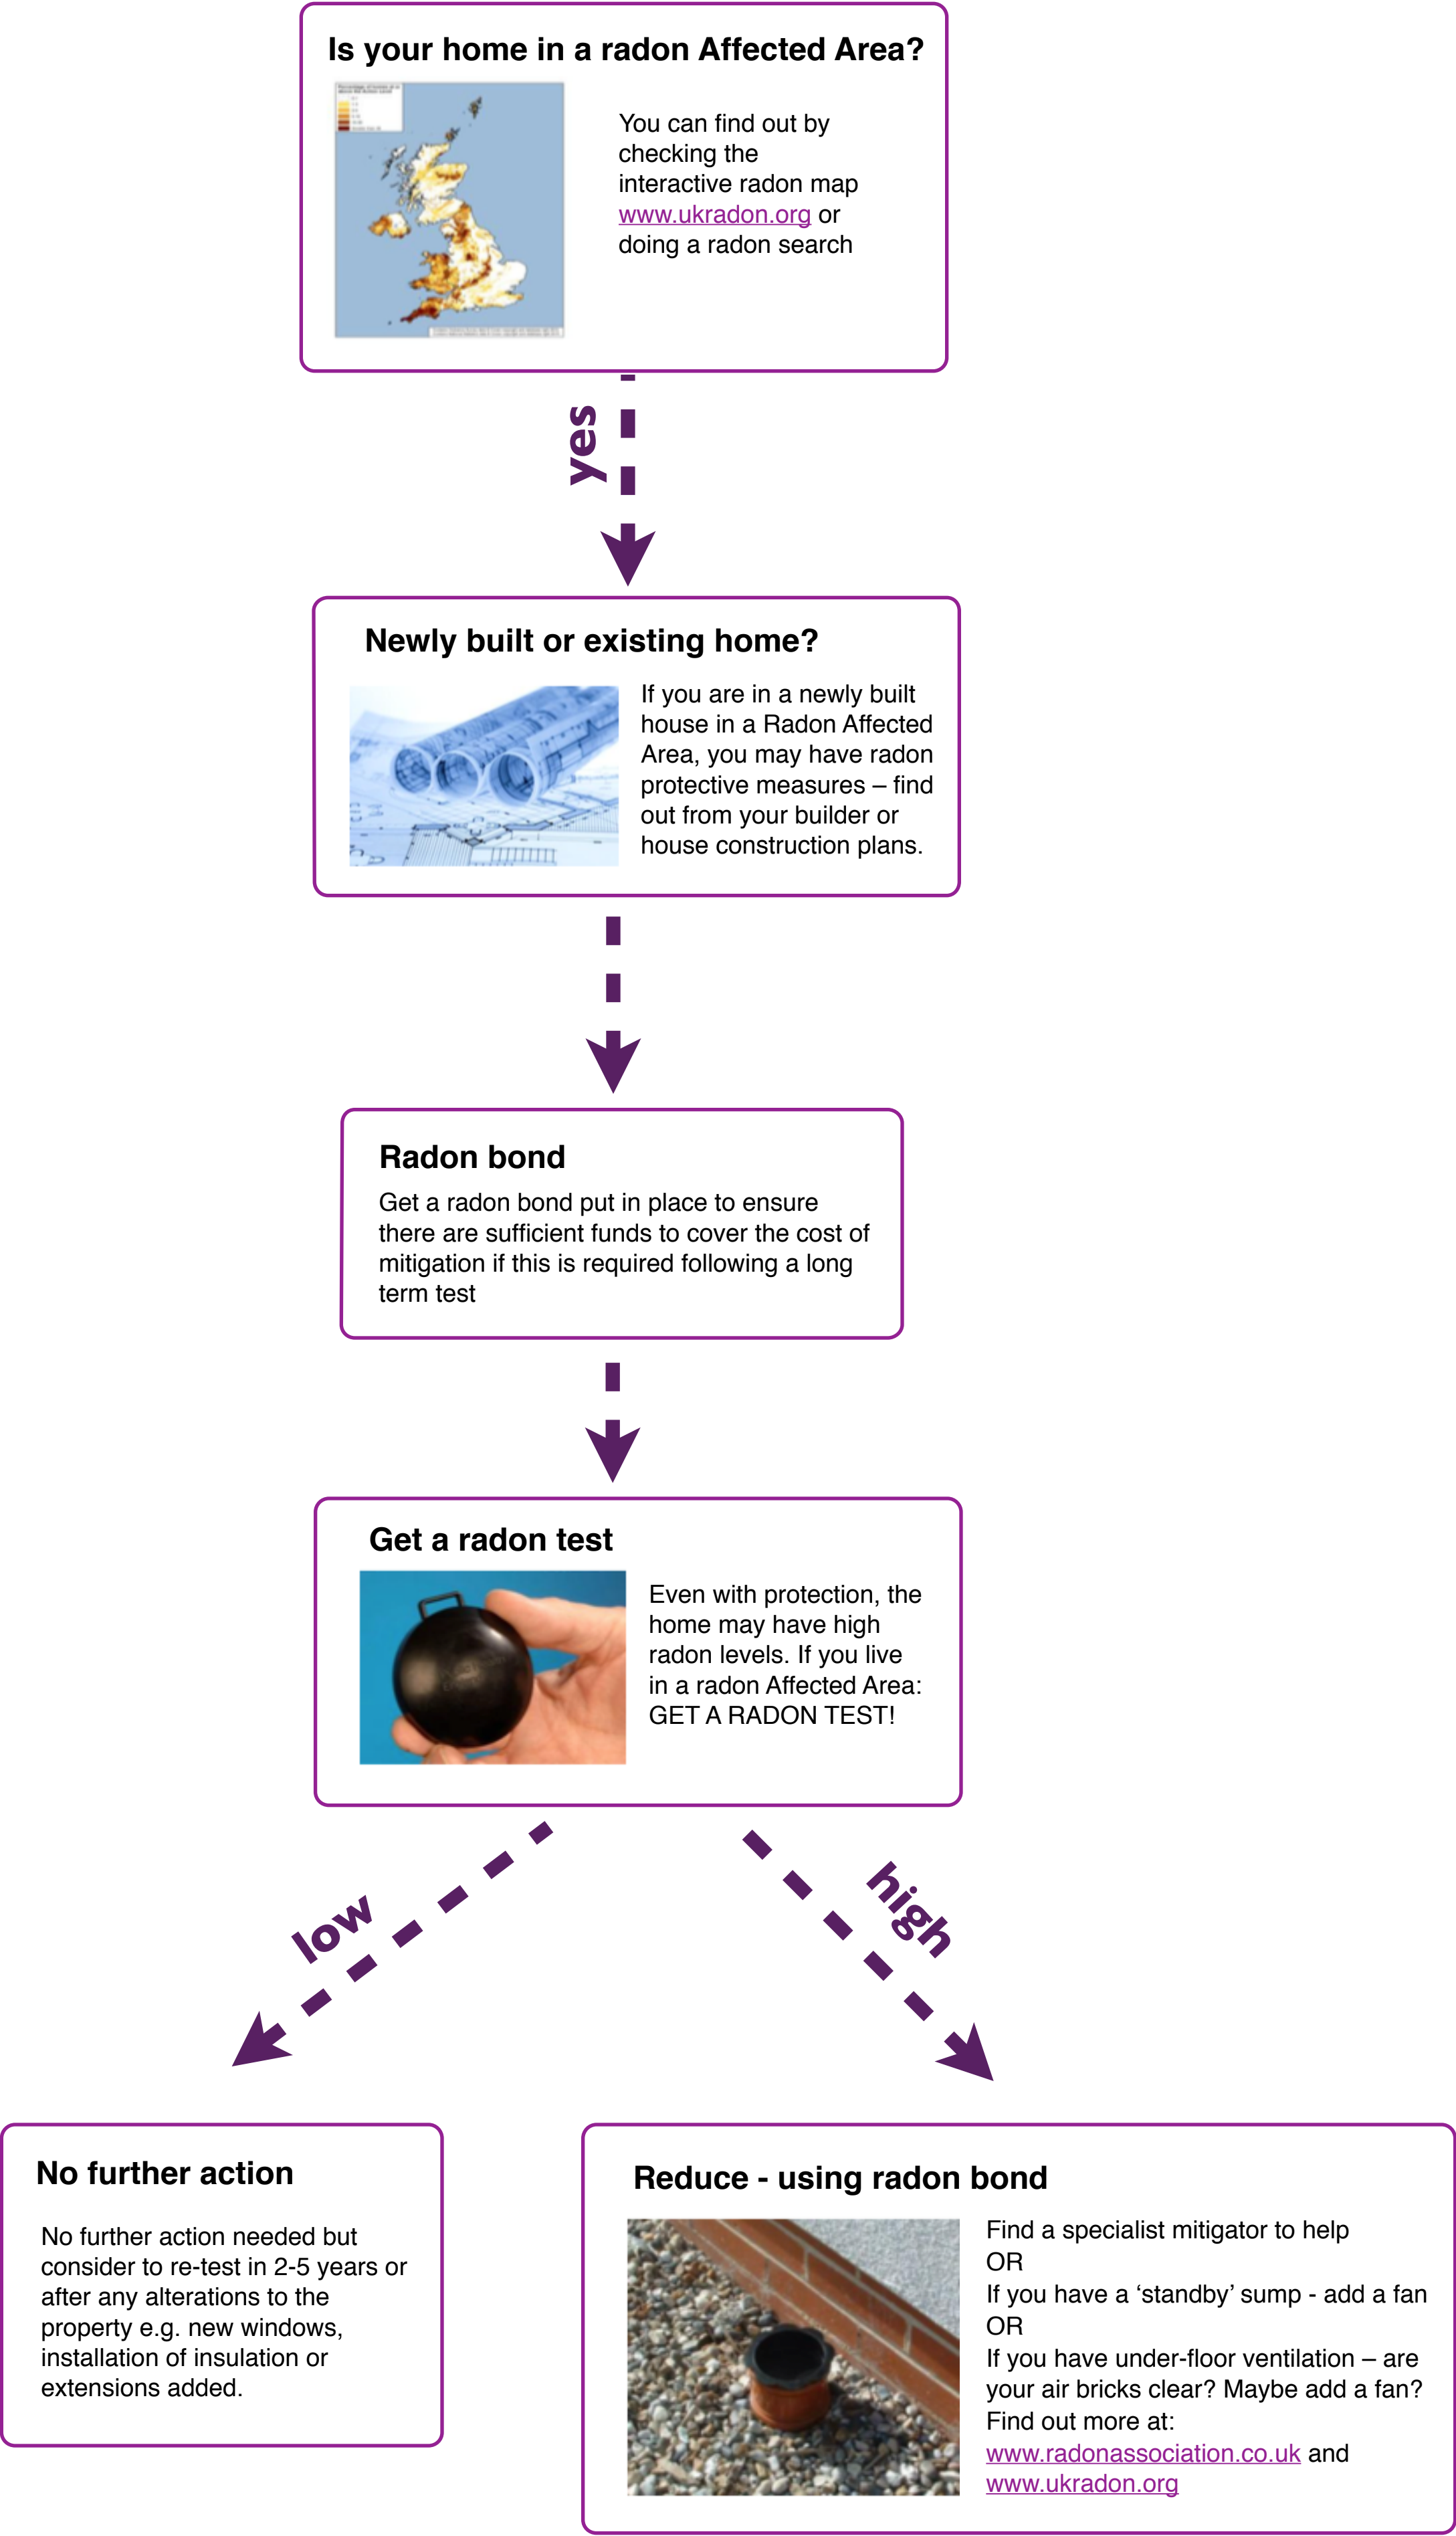 Is your home in a radon Affected Area?
You can find out by
checking the
interactive radon map
www.ukradon.org or
doing a radon search
yes
Newly built or existing home?
If you are in a newly built
house in a Radon Affected
Area, you may have radon
protective measures – find
out from your builder or
house construction plans.
Radon bond
Get a radon bond put in place to ensure
there are sufficient funds to cover the cost of
mitigation if this is required following a long
term test
Get a radon test
Even with protection, the
home may have high
radon levels. If you live
in a radon Affected Area:
GET A RADON TEST!
low
high
No further action
No further action needed but
consider to re-test in 2-5 years or
after any alterations to the
property e.g. new windows,
installation of insulation or
extensions added.
Reduce - using radon bond
Find a specialist mitigator to help
OR
If you have a ‘standby’ sump - add a fan
OR
If you have under-floor ventilation – are
your air bricks clear? Maybe add a fan?
Find out more at:
www.radonassociation.co.uk and
www.ukradon.org